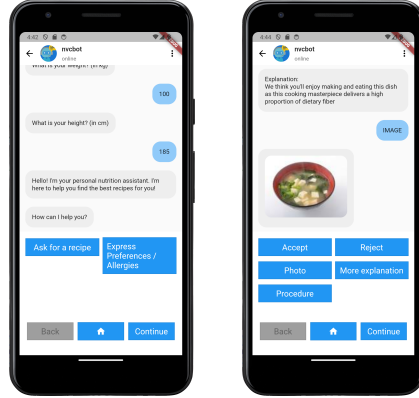 4:42
nvcbot
online
What is your weight? (in kg)
100
What is your height? (in cm)
185
Hello! I'm your personal nutrition assistant. I'm
here to help you find the best recipes for you!
How can I help you?
Ask for a recipe
Express
Preferences /
Allergies
Back
Continue
4:44
nvcbot
online
Explanation:
We think you'll enjoy making and eating this dish
as this cooking masterpiece delivers a high
proportion of dietary fiber
IMAGE
Accept
Reject
Photo
More explanation
Procedure
Back
Continue